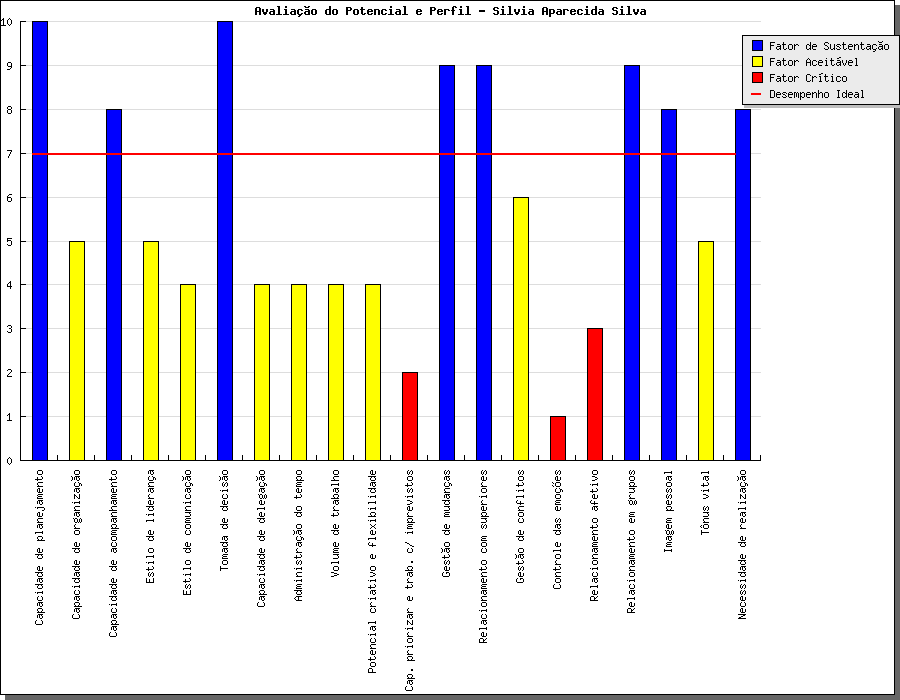 Avaliação do Potencial e Perfil - Silvia Aparecida Silva
Fator de Sustentação
Fator Aceitável
Fator Crítico
Desempenho Ideal
10
9
8
7
6
5
4
3
2
1
0
Capacidade de planejamento
Capacidade de organização
Capacidade de acompanhamento
Estilo de liderança
Estilo de comunicação
Tomada de decisão
Capacidade de delegação
Administração do tempo
Volume de trabalho
Potencial criativo e flexibilidade
Cap. priorizar e trab. c/ imprevistos
Gestão de mudanças
Relacionamento com superiores
Gestão de conflitos
Controle das emoções
Relacionamento afetivo
Relacionamento em grupos
Imagem pessoal
Tônus vital
Necessidade de realização